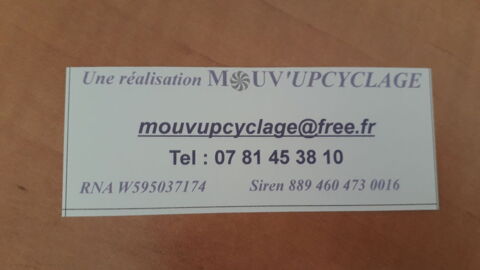 Une réalisation MOUV'UPCYCLAGE
mouvupcyclage@free.fr
Tel : 07 81 45 38 10
RNA W595037174 Siren 889 460 473 0016